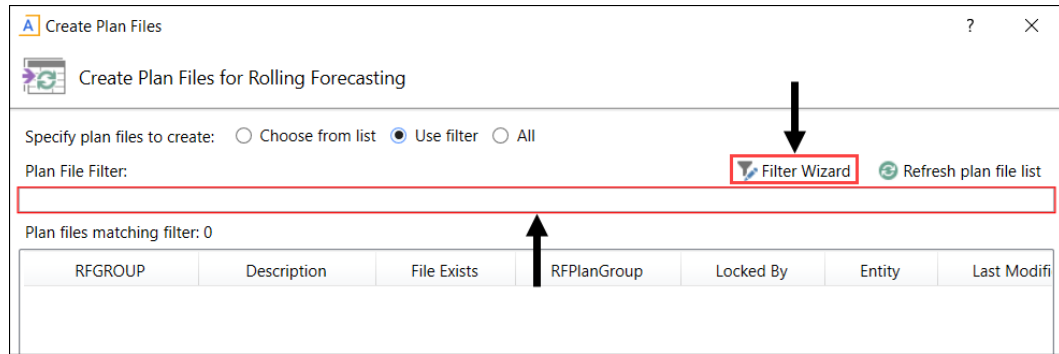 A Create Plan Files ?
Create Plan Files for Rolling Forecasting
Specify plan files to create: Choose from list Use filter All
Plan File Filter: Filter Wizard Refresh plan file list
Plan files matching filter: 0
RFGROUP Description File Exists RFPlanGroup Locked By Entity Last Modifi